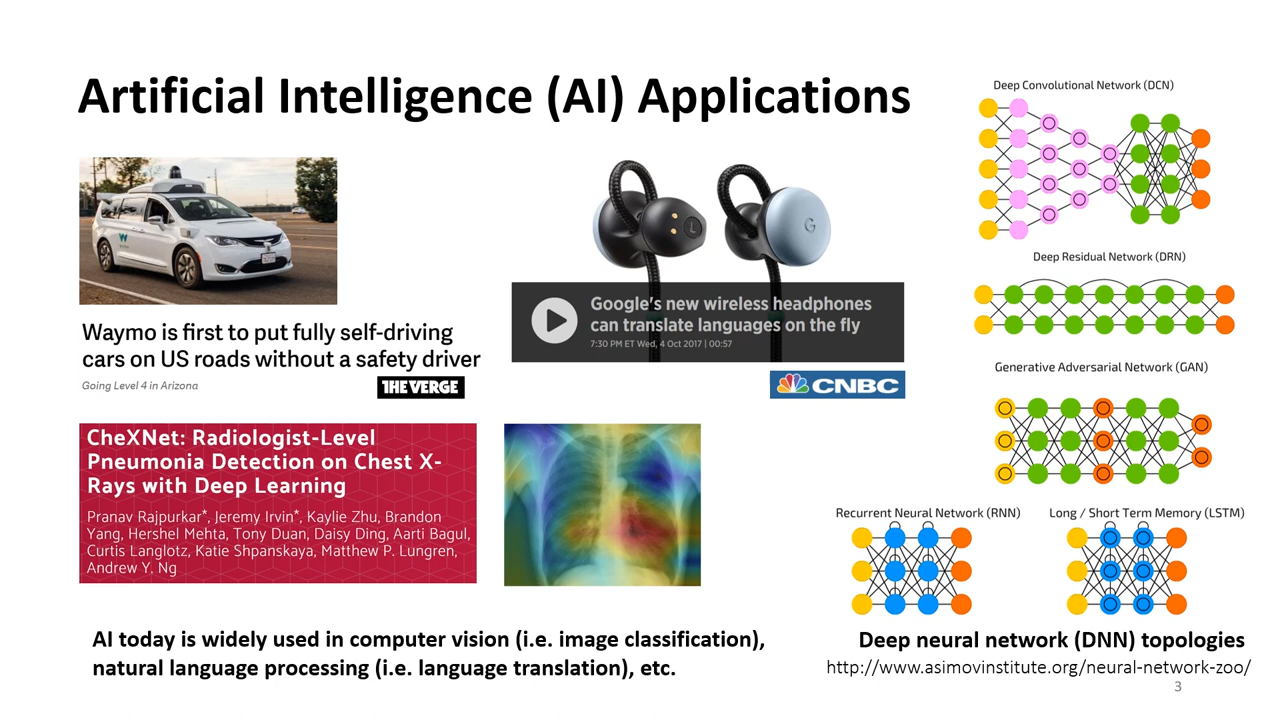 Artificial Intelligence (AI) Applications
Waymo is first to put fully self-driving
cars on US roads without a safety driver
Going Level 4 in Arizona
THE VERGE
L
G
Google's new wireless headphones
can translate languages on the fly
7:30 PM ET Wed, 4 Oct 2017 | 00:57
CNBC
CheXNet: Radiologist-Level
Pneumonia Detection on Chest X-
Rays with Deep Learning
Pranav Rajpurkar*, Jeremy Irvin*, Kaylie Zhu, Brandon
Yang, Hershel Mehta, Tony Duan, Daisy Ding, Aarti Bagul,
Curtis Langlotz, Katie Shpanskaya, Matthew P. Lungren,
Andrew Y. Ng
AI today is widely used in computer vision (i.e. image classification),
natural language processing (i.e. language translation), etc.
Deep Convolutional Network (DCN)
Deep Residual Network (DRN)
Generative Adversarial Network (GAN)
Recurrent Neural Network (RNN)
Long / Short Term Memory (LSTM)
Deep neural network (DNN) topologies
http://www.asimovinstitute.org/neural-network-zoo/
3